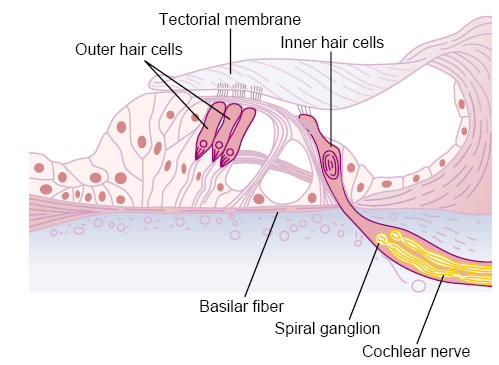 Tectorial membrane
Outer hair cells
Inner hair cells
Basilar fiber
Spiral ganglion
Cochlear nerve